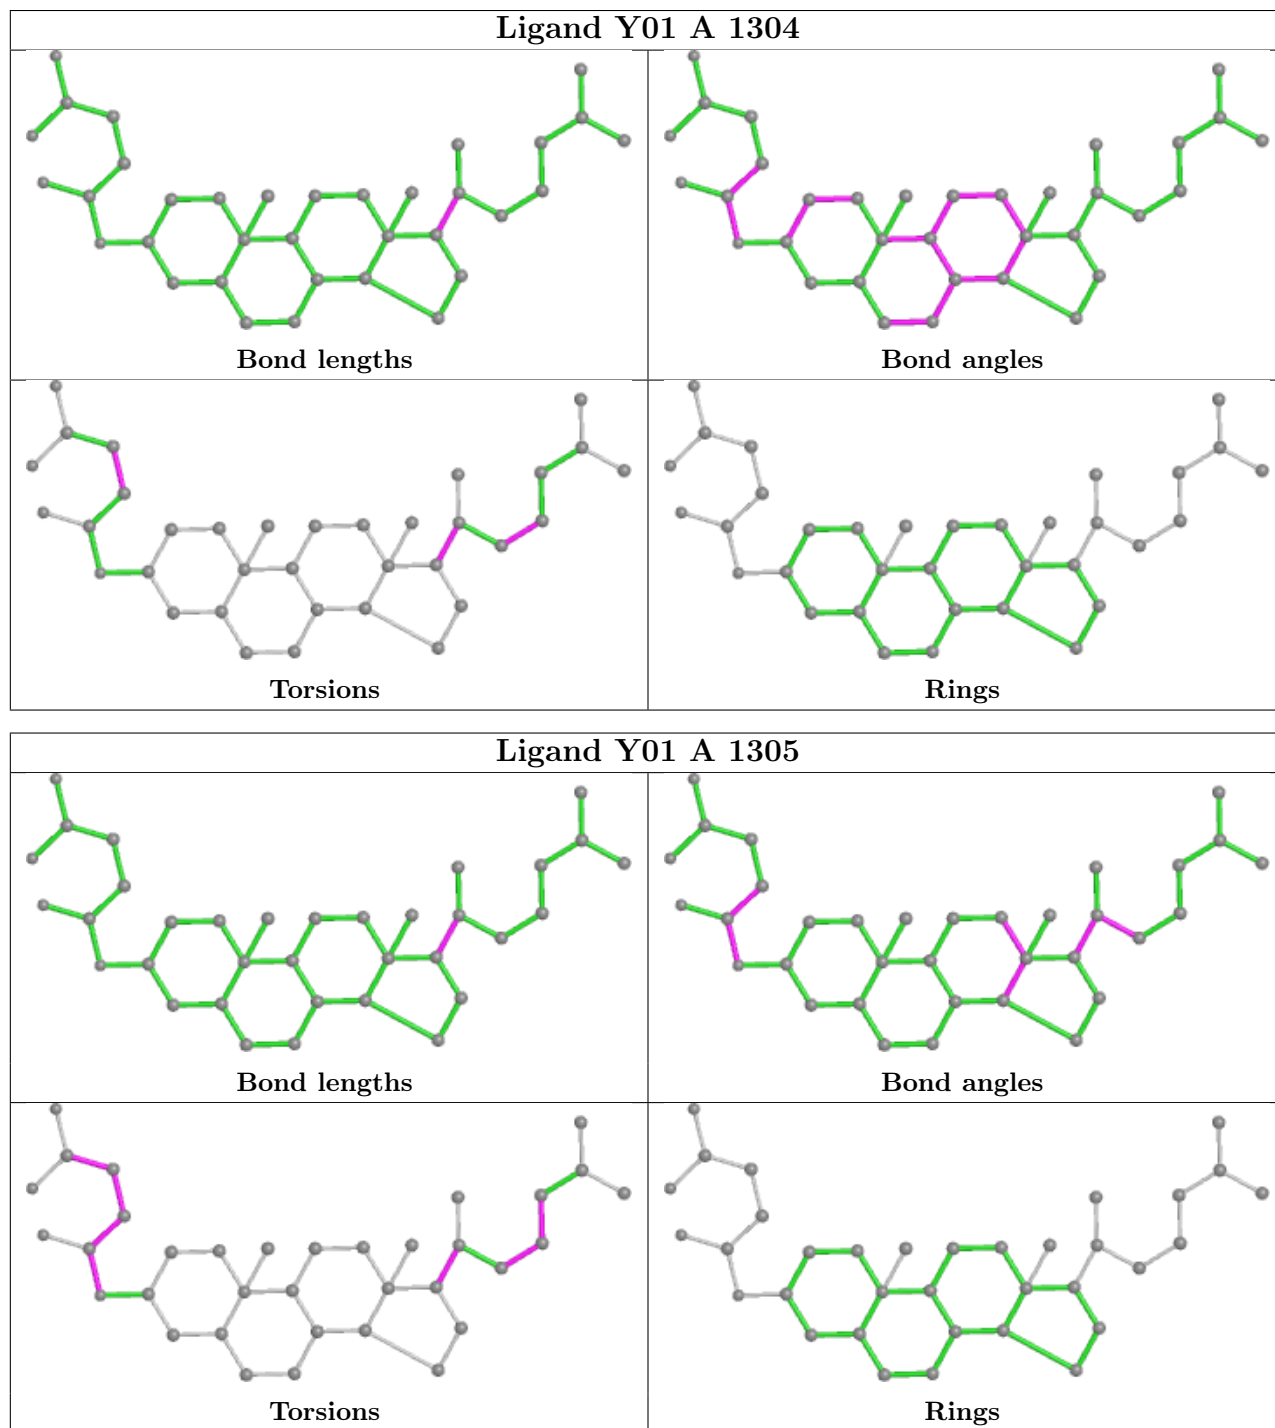 Ligand Y01 A 1304
Bond lengths
Bond angles
Torsions
Rings
Ligand Y01 A 1305
Bond lengths
Bond angles
Torsions
Rings